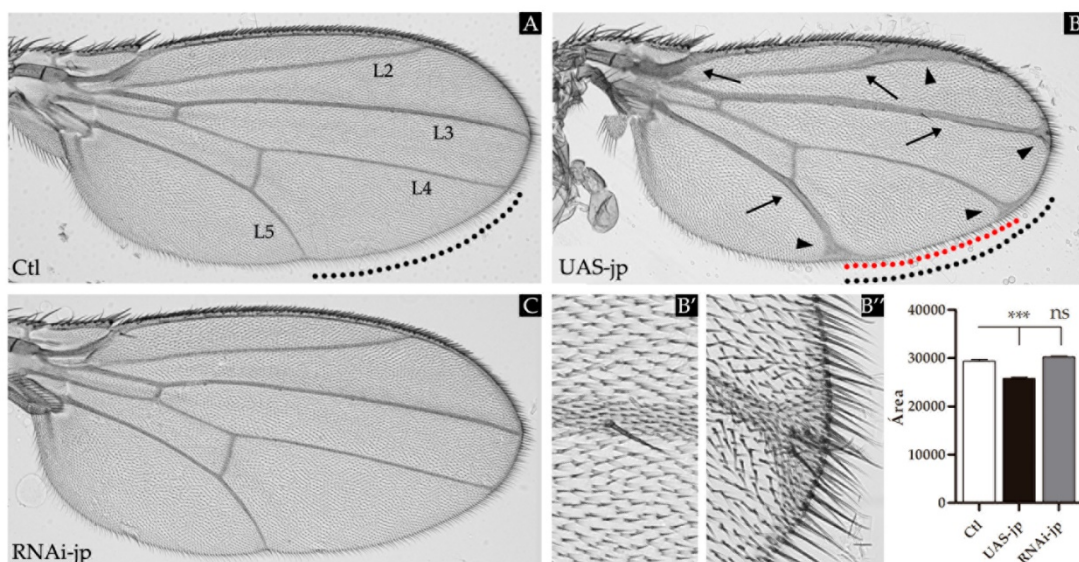 A
L2
L3
L4
L5
Ctl
B
UAS-jp
C
RNAi-jp
B'
B''
40000
30000
20000
10000
0
Área
*** ns
Ctl
UAS-jp
RNAi-jp